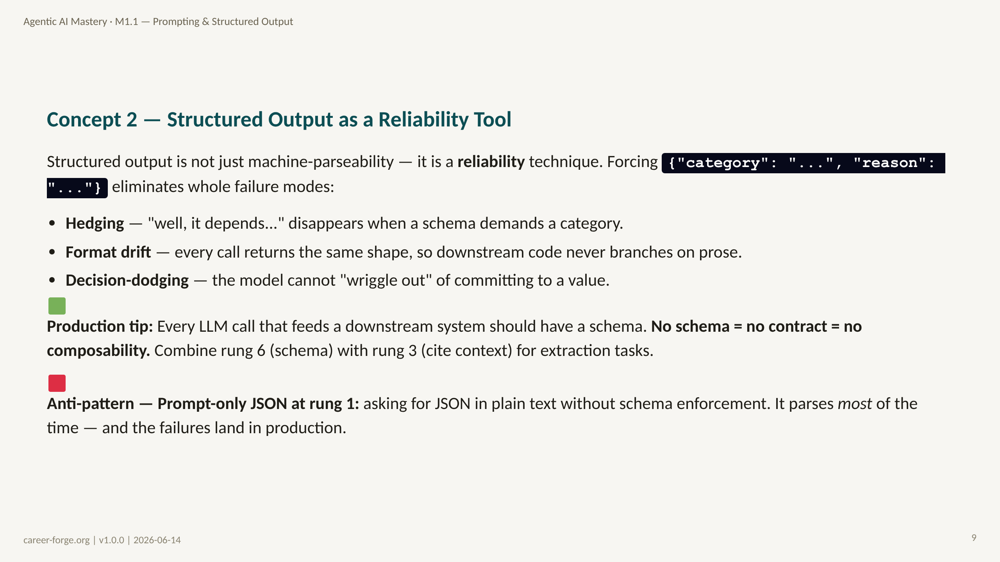 Agentic AI Mastery · M1.1 — Prompting & Structured Output
Concept 2 — Structured Output as a Reliability Tool
Structured output is not just machine-parseability — it is a reliability technique. Forcing {"category": "...", "reason":
"..."} eliminates whole failure modes:
• Hedging — "well, it depends..." disappears when a schema demands a category.
• Format drift — every call returns the same shape, so downstream code never branches on prose.
• Decision-dodging — the model cannot "wriggle out" of committing to a value.
Production tip: Every LLM call that feeds a downstream system should have a schema. No schema = no contract = no
composability. Combine rung 6 (schema) with rung 3 (cite context) for extraction tasks.
Anti-pattern — Prompt-only JSON at rung 1: asking for JSON in plain text without schema enforcement. It parses most of the
time — and the failures land in production.
career-forge.org | v1.0.0 | 2026-06-14
9